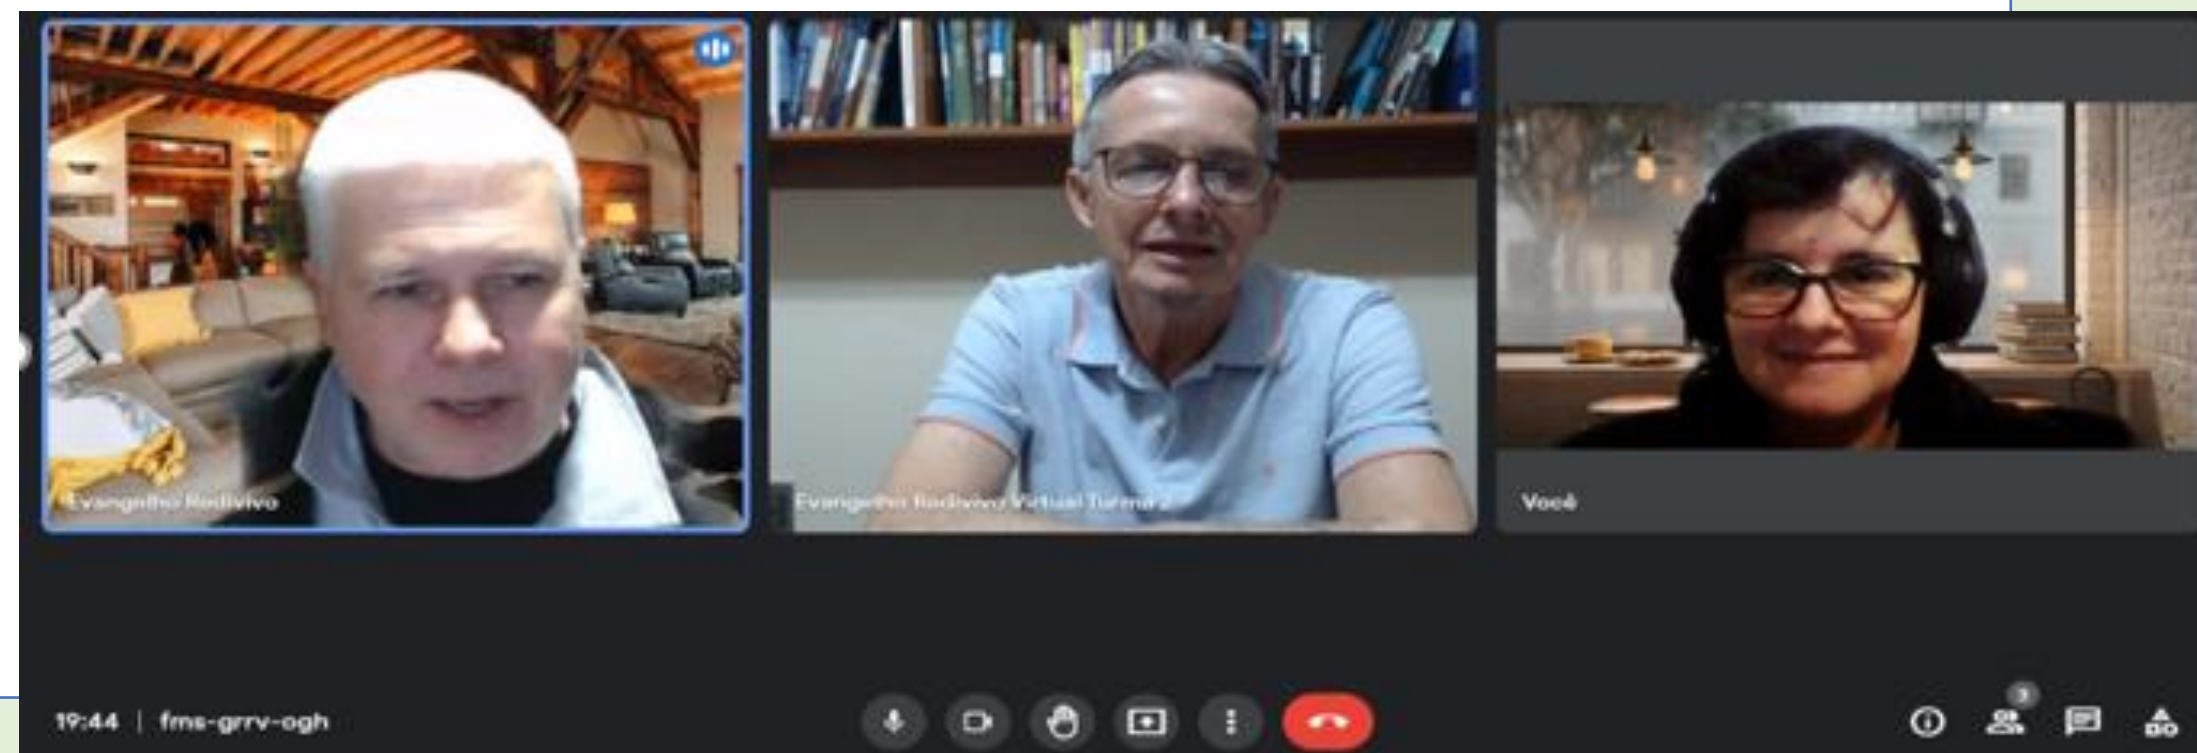 Evangelho Redivivo
Evangelho Redivivo Virtual Turma 2
Você
3
19:44 | fms-grrv-ogh